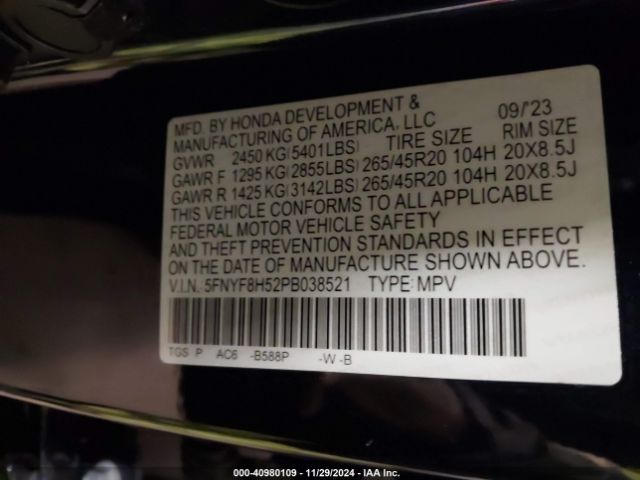 MFD. BY HONDA DEVELOPMENT & 09/'23
MANUFACTURING OF AMERICA, LLC
GVWR 2450 KG(5401LBS) TIRE SIZE RIM SIZE
GAWR F 1295 KG(2855LBS) 265/45R20 104H 20X8.5J
GAWR R 1425 KG(3142LBS) 265/45R20 104H 20X8.5J
THIS VEHICLE CONFORMS TO ALL APPLICABLE
FEDERAL MOTOR VEHICLE SAFETY
AND THEFT PREVENTION STANDARDS IN EFFECT
ON THE DATE OF MANUFACTURE SHOWN ABOVE.
V.I.N. 5FNYF8H52PB038521 TYPE: MPV
TGS P AC6 -B588P -W -B
000-40980109 - 11/29/2024 - IAA Inc.